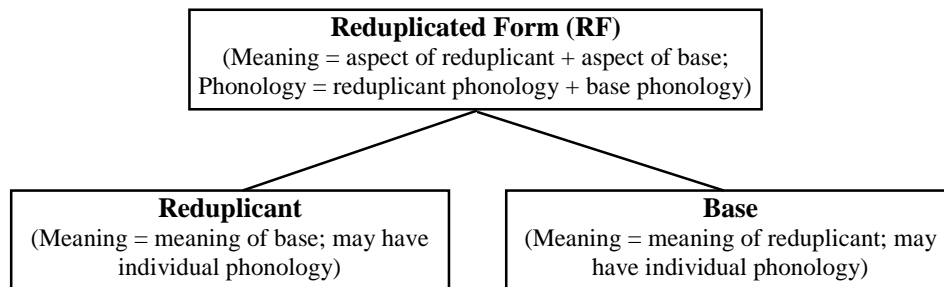 Reduplicated Form (RF)
(Meaning = aspect of reduplicant + aspect of base;
Phonology = reduplicant phonology + base phonology)
Reduplicant
(Meaning = meaning of base; may have
individual phonology)
Base
(Meaning = meaning of reduplicant; may
have individual phonology)